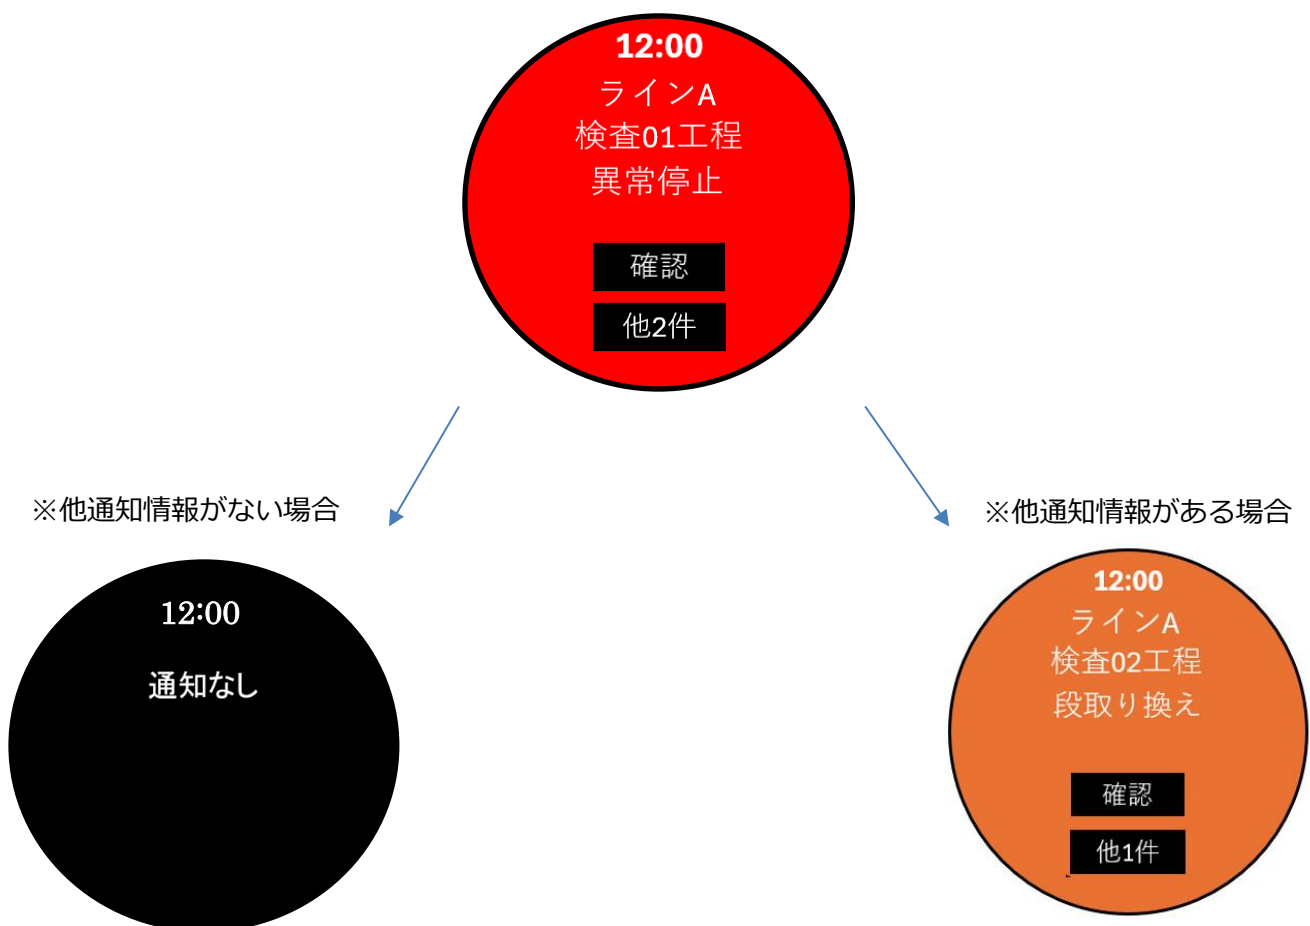 12:00
ラインA
検査01工程
異常停止
確認
他2件
※他通知情報がない場合
12:00
通知なし
※他通知情報がある場合
12:00
ラインA
検査02工程
段取り換え
確認
他1件